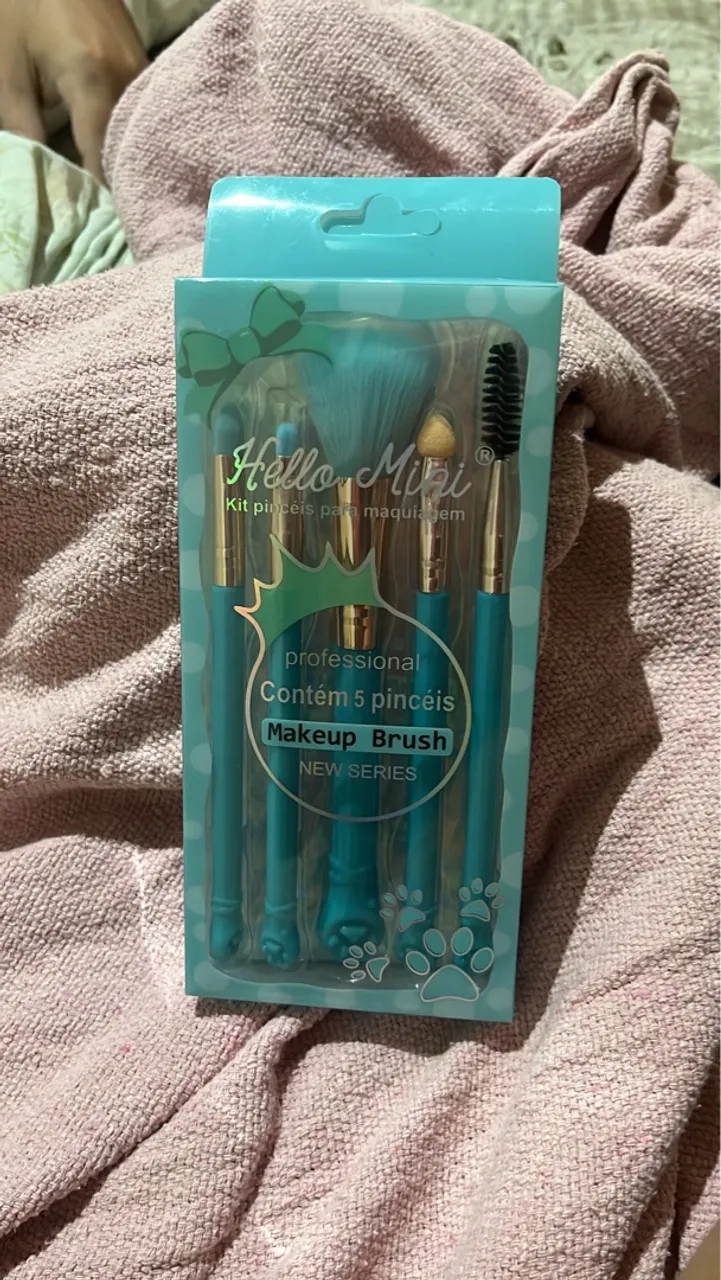 Hello Mini ®
Kit pincéis para maquiagem
professional
Contém 5 pincéis
Makeup Brush
NEW SERIES